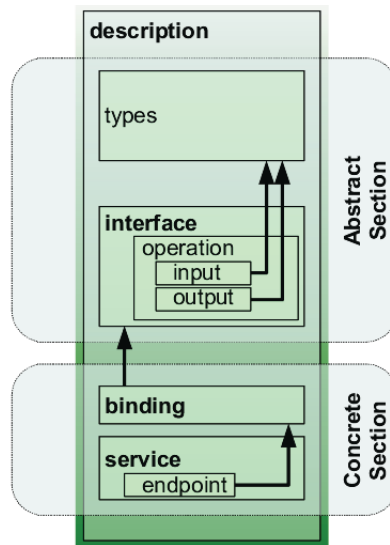 description
types
interface
operation
input
output
Abstract
Section
binding
service
endpoint
Concrete
Section